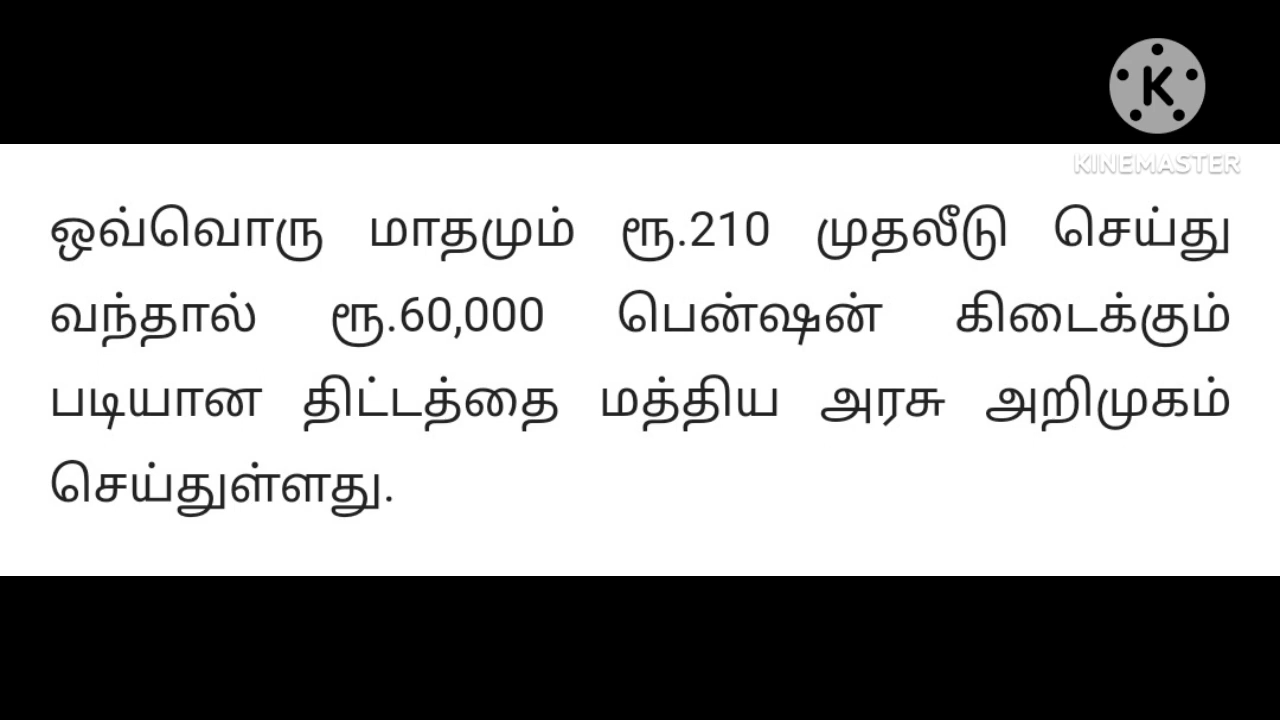 K
KINEMASTER
ஒவ்வொரு மாதமும் ரூ.210 முதலீடு செய்து
வந்தால் ரூ.60,000 பென்ஷன் கிடைக்கும்
படியான திட்டத்தை மத்திய அரசு அறிமுகம்
செய்துள்ளது.